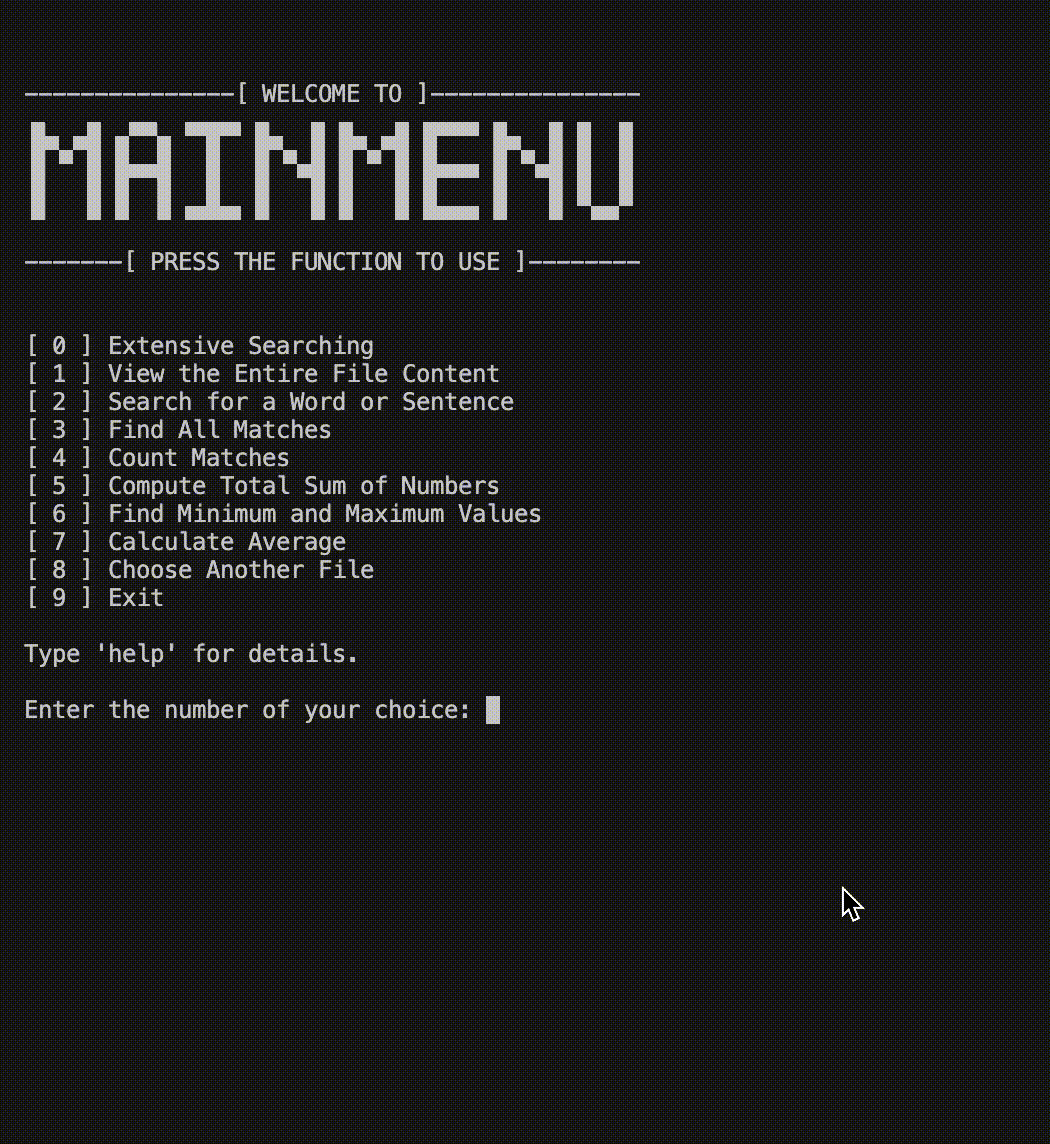 ———————————————[ WELCOME TO ]———————————————
MAINMENU
———————[ PRESS THE FUNCTION TO USE ]————————
[ 0 ] Extensive Searching
[ 1 ] View the Entire File Content
[ 2 ] Search for a Word or Sentence
[ 3 ] Find All Matches
[ 4 ] Count Matches
[ 5 ] Compute Total Sum of Numbers
[ 6 ] Find Minimum and Maximum Values
[ 7 ] Calculate Average
[ 8 ] Choose Another File
[ 9 ] Exit
Type 'help' for details.
Enter the number of your choice: